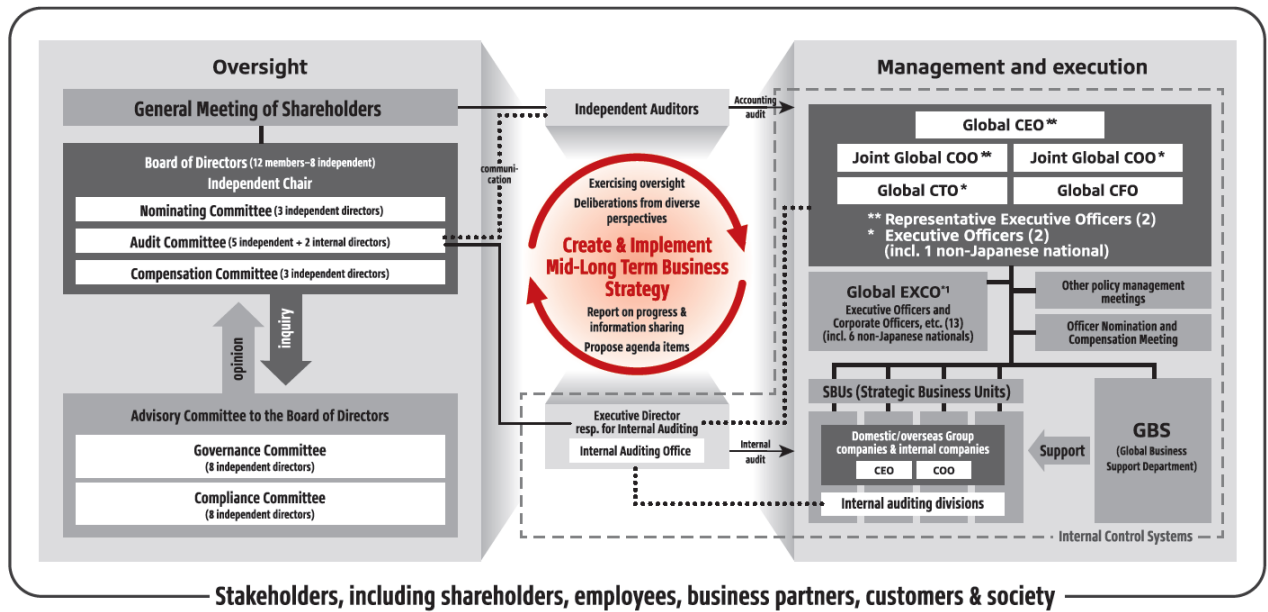 Oversight
General Meeting of Shareholders
Board of Directors (12 members–8 independent)
Independent Chair
Nominating Committee (3 independent directors)
Audit Committee (5 independent + 2 internal directors)
Compensation Committee (3 independent directors)
opinion
inquiry
Advisory Committee to the Board of Directors
Governance Committee
(8 independent directors)
Compliance Committee
(8 independent directors)
communi-
cation
Independent Auditors
Accounting
audit
Exercising oversight
Deliberations from diverse
perspectives
Create & Implement
Mid-Long Term Business
Strategy
Report on progress &
information sharing
Propose agenda items
Executive Director
resp. for Internal Auditing
Internal Auditing Office
Internal
audit
Management and execution
Global CEO**
Joint Global COO**
Joint Global COO*
Global CTO*
Global CFO
** Representative Executive Officers (2)
* Executive Officers (2)
(incl. 1 non-Japanese national)
Global EXCO*1
Executive Officers and
Corporate Officers, etc. (13)
(incl. 6 non-Japanese nationals)
Other policy management
meetings
Officer Nomination and
Compensation Meeting
SBUs (Strategic Business Units)
Domestic/overseas Group
companies & internal companies
CEO
COO
Internal auditing divisions
Support
GBS
(Global Business
Support Department)
Internal Control Systems
Stakeholders, including shareholders, employees, business partners, customers & society